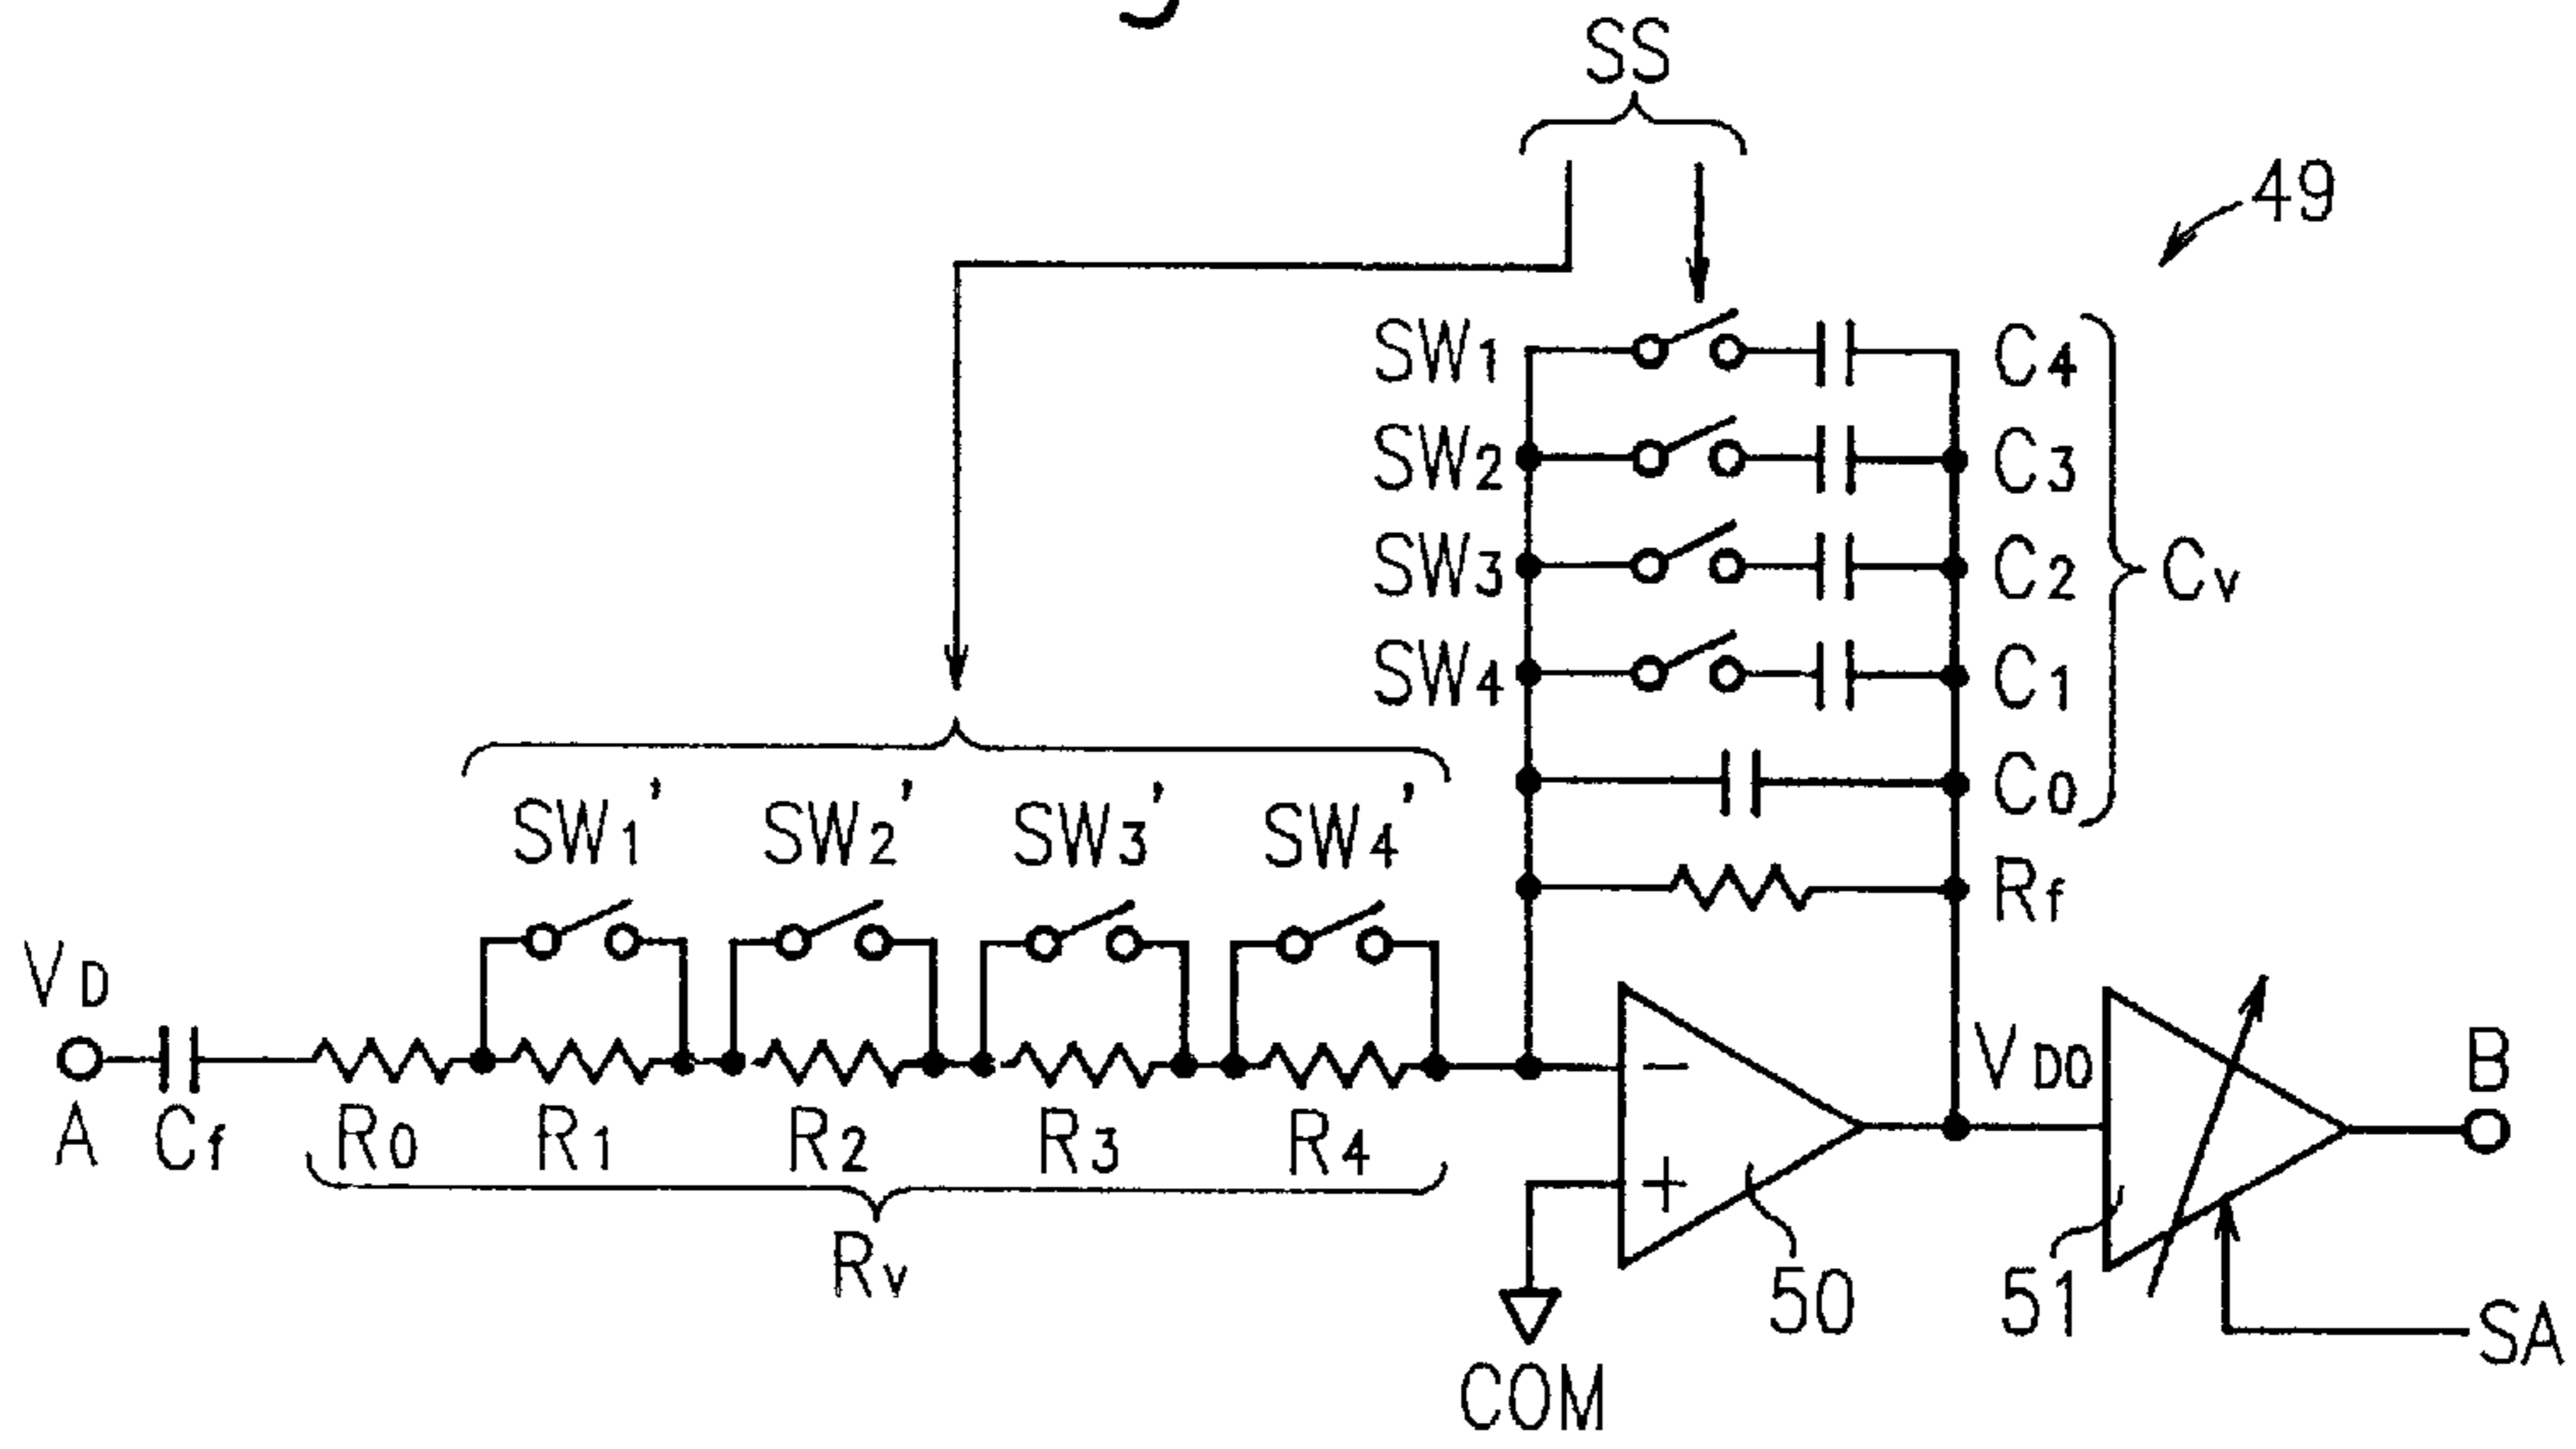 SS
49
SW1 C4
SW2 C3
SW3 C2 Cv
SW4 C1
C0
SW1' SW2' SW3' SW4'
Rf
VD
VD0
B
A Cf R0 R1 R2 R3 R4
− +
Rv
50 51
SA
COM